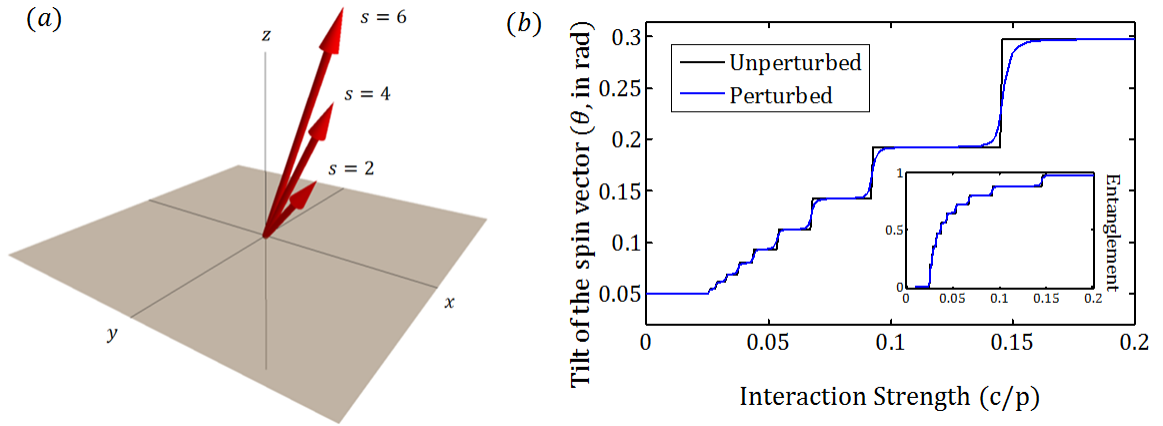 (a)
s = 6
s = 4
s = 2
z
x
y
(b)
Tilt of the spin vector (θ, in rad)
0.3
0.25
0.2
0.15
0.1
0.05
Unperturbed
Perturbed
1
0.5
0
0 0.05 0.1 0.15 0.2
Entanglement
0 0.05 0.1 0.15 0.2
Interaction Strength (c/p)